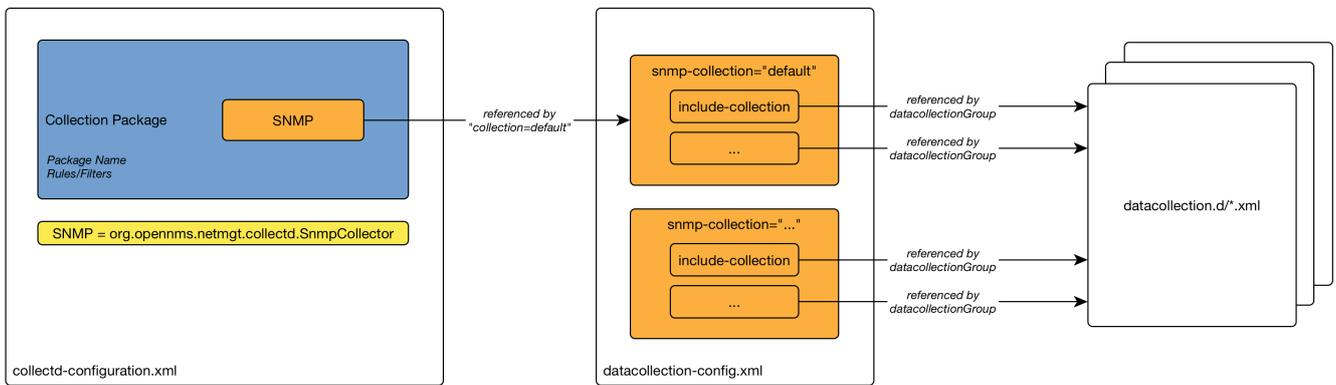 Collection Package
SNMP
Package Name
Rules/Filters
SNMP = org.opennms.netmgt.collectd.SnmpCollector
collectd-configuration.xml
referenced by
"collection=default"
snmp-collection="default"
include-collection
...
snmp-collection="..."
include-collection
...
datacollection-config.xml
referenced by
datacollectionGroup
referenced by
datacollectionGroup
referenced by
datacollectionGroup
referenced by
datacollectionGroup
datacollection.d/*.xml